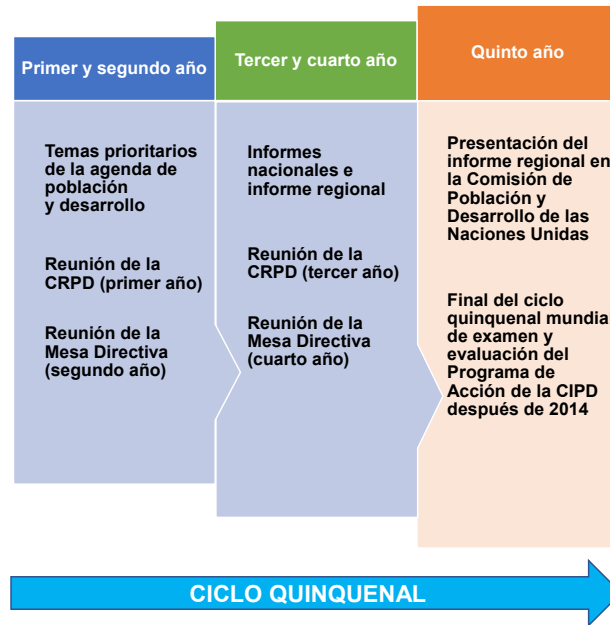 Primer y segundo año
Temas prioritarios
de la agenda de
población
y desarrollo
Reunión de la
CRPD (primer año)
Reunión de la
Mesa Directiva
(segundo año)
Tercer y cuarto año
Informes
nacionales e
informe regional
Reunión de la
CRPD (tercer año)
Reunión de la
Mesa Directiva
(cuarto año)
Quinto año
Presentación del
informe regional en
la Comisión de
Población y
Desarrollo de las
Naciones Unidas
Final del ciclo
quinquenal mundial
de examen y
evaluación del
Programa de
Acción de la CIPD
después de 2014
CICLO QUINQUENAL